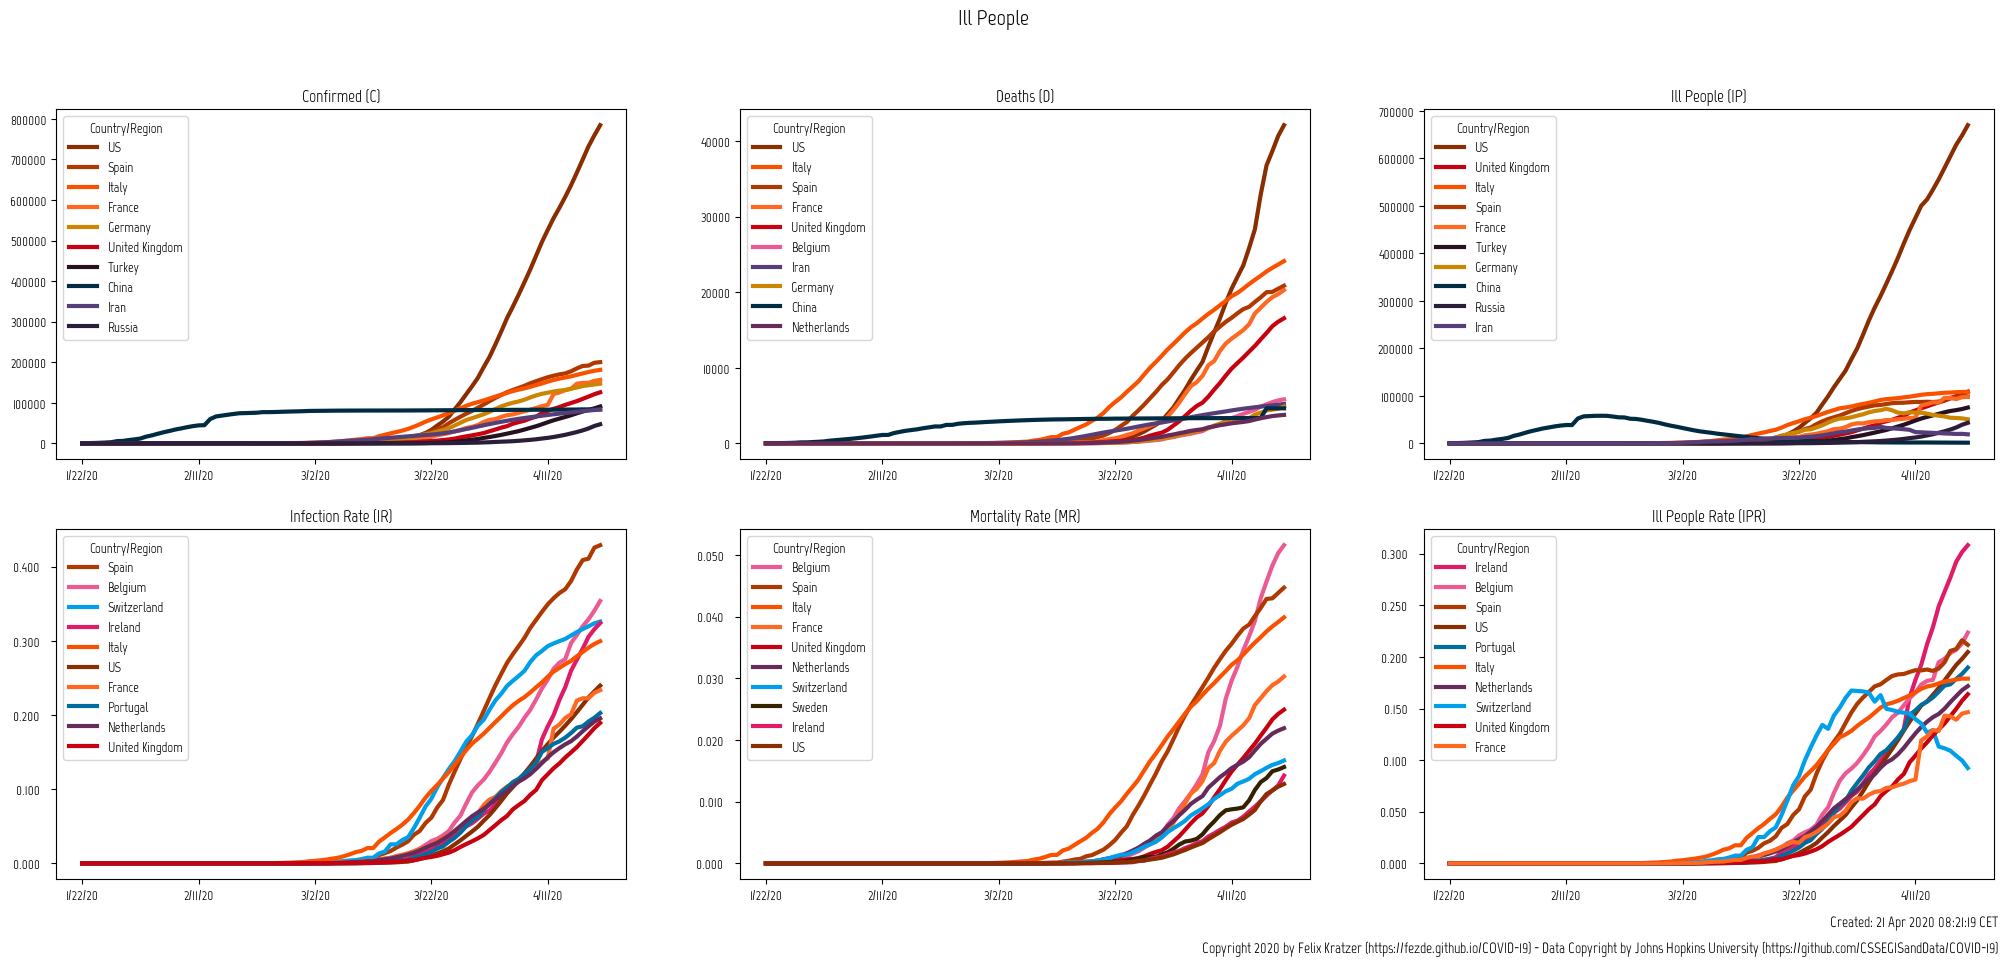 Ill People
Confirmed (C)
800000
700000
600000
500000
400000
300000
200000
100000
0
Country/Region
US
Spain
Italy
France
Germany
United Kingdom
Turkey
China
Iran
Russia
1/22/20 2/11/20 3/2/20 3/22/20 4/11/20
Deaths (D)
40000
30000
20000
10000
0
Country/Region
US
Italy
Spain
France
United Kingdom
Belgium
Iran
Germany
China
Netherlands
1/22/20 2/11/20 3/2/20 3/22/20 4/11/20
Ill People (IP)
700000
600000
500000
400000
300000
200000
100000
0
Country/Region
US
United Kingdom
Italy
Spain
France
Turkey
Germany
China
Russia
Iran
1/22/20 2/11/20 3/2/20 3/22/20 4/11/20
Infection Rate (IR)
0.400
0.300
0.200
0.100
0.000
Country/Region
Spain
Belgium
Switzerland
Ireland
Italy
US
France
Portugal
Netherlands
United Kingdom
1/22/20 2/11/20 3/2/20 3/22/20 4/11/20
Mortality Rate (MR)
0.050
0.040
0.030
0.020
0.010
0.000
Country/Region
Belgium
Spain
Italy
France
United Kingdom
Netherlands
Switzerland
Sweden
Ireland
US
1/22/20 2/11/20 3/2/20 3/22/20 4/11/20
Ill People Rate (IPR)
0.300
0.250
0.200
0.150
0.100
0.050
0.000
Country/Region
Ireland
Belgium
Spain
US
Portugal
Italy
Netherlands
Switzerland
United Kingdom
France
1/22/20 2/11/20 3/2/20 3/22/20 4/11/20
Created: 21 Apr 2020 08:21:19 CET
Copyright 2020 by Felix Kratzer (https://fezde.github.io/COVID-19) - Data Copyright by Johns Hopkins University (https://github.com/CSSEGISandData/COVID-19)